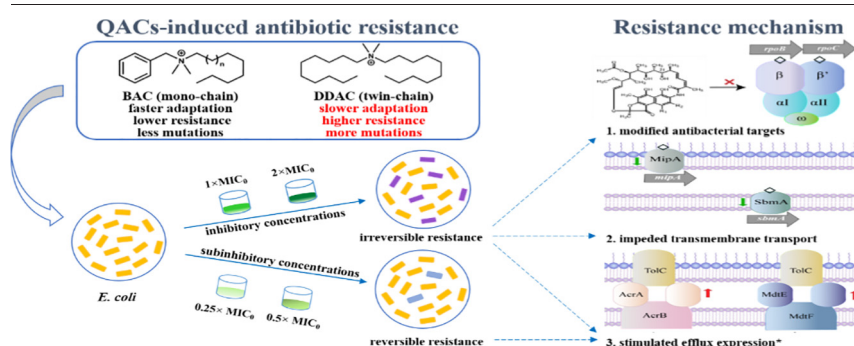 QACs-induced antibiotic resistance
BAC (mono-chain)
faster adaptation
lower resistance
less mutations
DDAC (twin-chain)
slower adaptation
higher resistance
more mutations
E. coli
1×MIC₀
2×MIC₀
inhibitory concentrations
irreversible resistance
subinhibitory concentrations
0.25× MIC₀
0.5× MIC₀
reversible resistance
Resistance mechanism
rpoB
rpoC
β
β'
αI
αII
ω
1. modified antibacterial targets
MipA
mipA
SbmA
sbmA
2. impeded transmembrane transport
TolC
TolC
AcrA
MdtE
AcrB
MdtF
3. stimulated efflux expression*